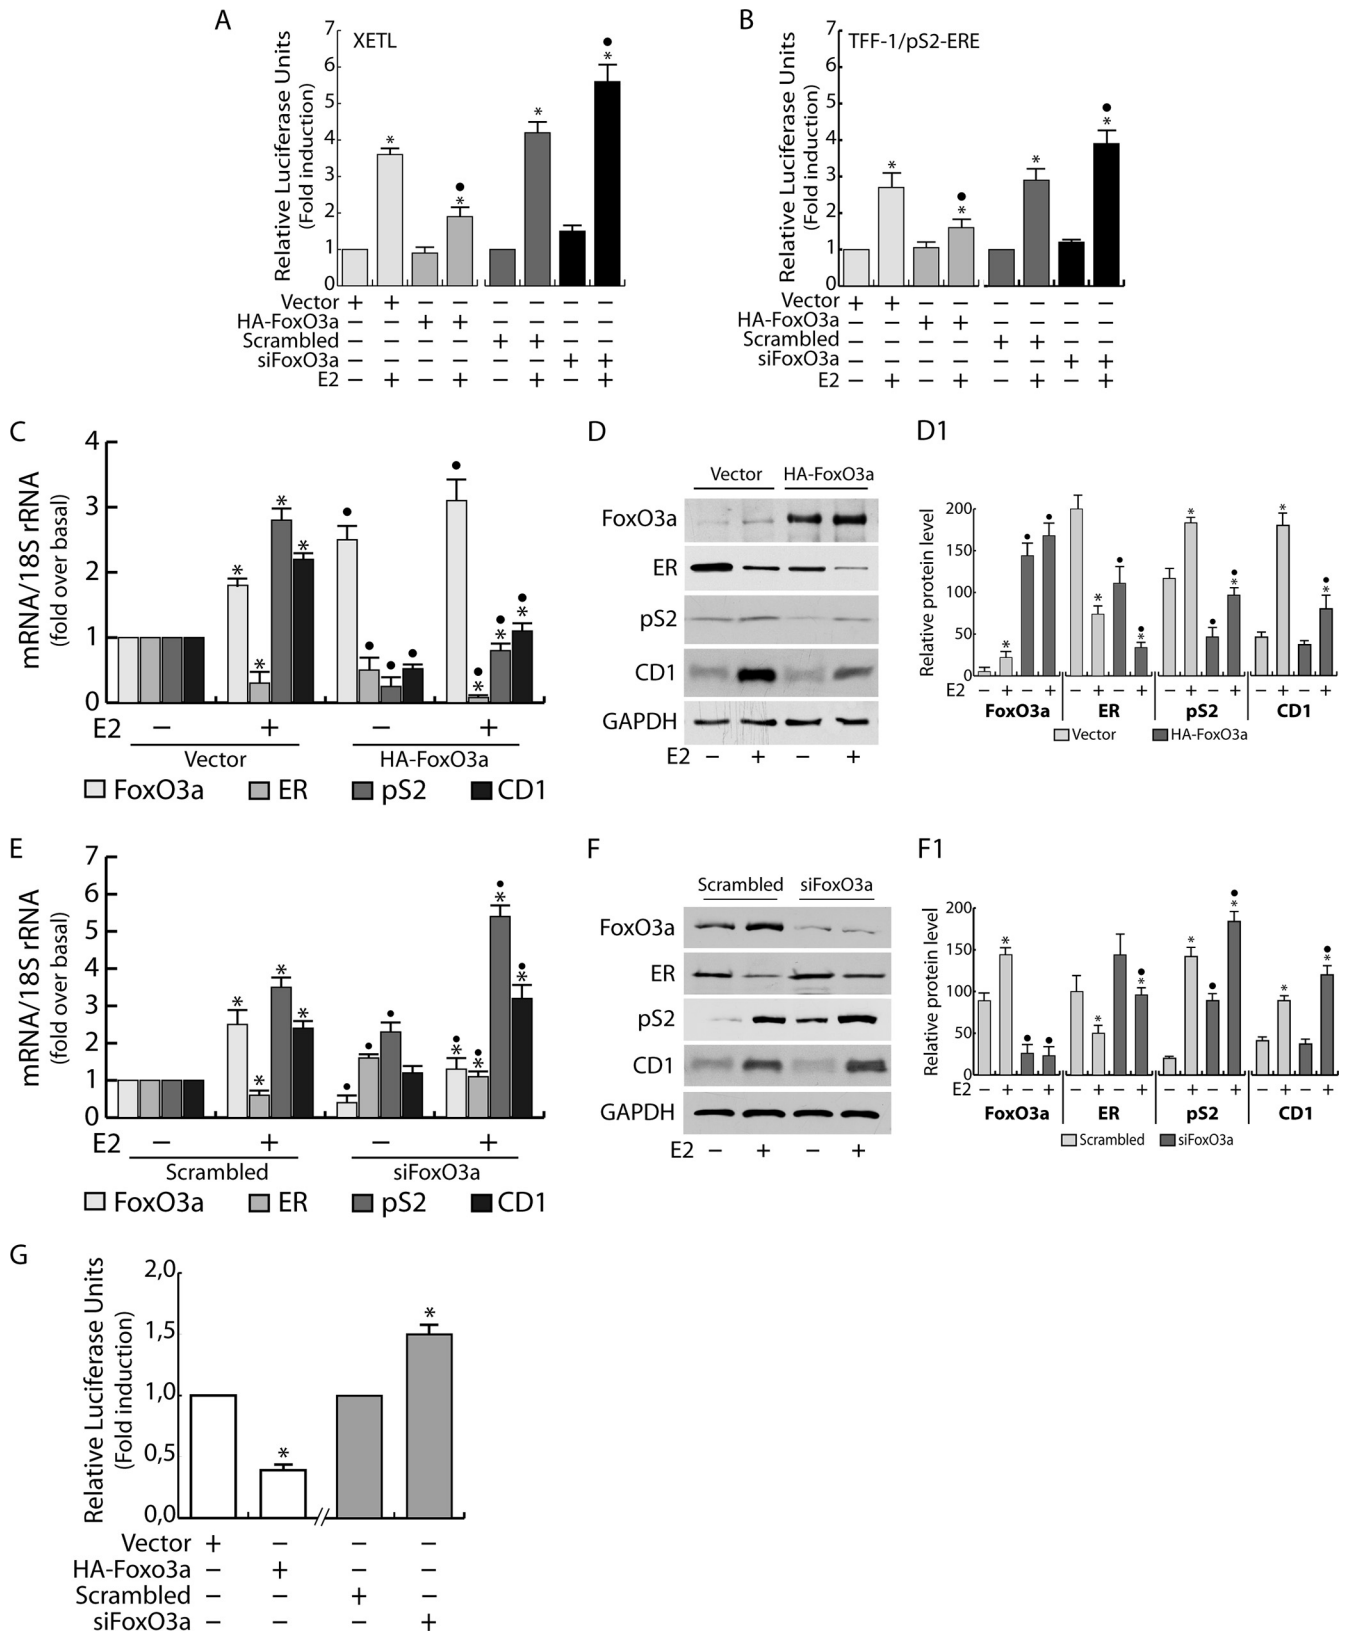 A
XETL
Relative Luciferase Units
(Fold induction)
7
6
5
4
3
2
1
0
* * • * • *
Vector + + − − − − − −
HA-FoxO3a − − + + − − − −
Scrambled − − − − + + − −
siFoxO3a − − − − − − + +
E2 − + − + − + − +
B
TFF-1/pS2-ERE
Relative Luciferase Units
(Fold induction)
7
6
5
4
3
2
1
0
* • * * • *
Vector + + − − − − − −
HA-FoxO3a − − + + − − − −
Scrambled − − − − + + − −
siFoxO3a − − − − − − + +
E2 − + − + − + − +
C
mRNA/18S rRNA
(fold over basal)
4
3
2
1
0
* * * * • • • • • • * • * • *
E2 − + − +
Vector HA-FoxO3a
FoxO3a ER pS2 CD1
D
Vector HA-FoxO3a
FoxO3a
ER
pS2
CD1
GAPDH
E2 − + − +
D1
Relative protein level
200
150
100
50
0
* • • * • • * * • • * * • *
E2 − + − + − + − + − + − + − + − +
FoxO3a ER pS2 CD1
Vector HA-FoxO3a
E
mRNA/18S rRNA
(fold over basal)
7
6
5
4
3
2
1
0
* * * * • • • • * • * • * • *
E2 − + − +
Scrambled siFoxO3a
FoxO3a ER pS2 CD1
F
Scrambled siFoxO3a
FoxO3a
ER
pS2
CD1
GAPDH
E2 − + − +
F1
Relative protein level
200
150
100
50
0
* • • * • * * • • * * • *
E2 − + − + − + − + − + − + − + − +
FoxO3a ER pS2 CD1
Scrambled siFoxO3a
G
Relative Luciferase Units
(Fold induction)
2,0
1,5
1,0
0,5
0,0
* *
Vector + − − −
HA-Foxo3a − + − −
Scrambled − − + −
siFoxO3a − − − +